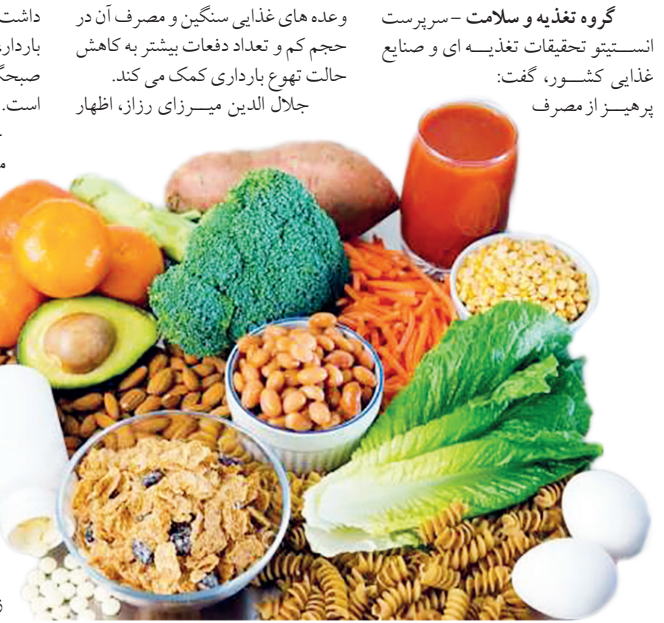 گروه تغذیه و سلامت – سرپرست
انستیتو تحقیقات تغذیه ای و صنایع
غذایی کشور، گفت:
پرهیز از مصرف
وعده های غذایی سنگین و مصرف آن در
حجم کم و تعداد دفعات بیشتر به کاهش
حالت تهوع بارداری کمک می کند.
جلال الدین میرزای رزاز، اظهار
داشت
باردار،
است.